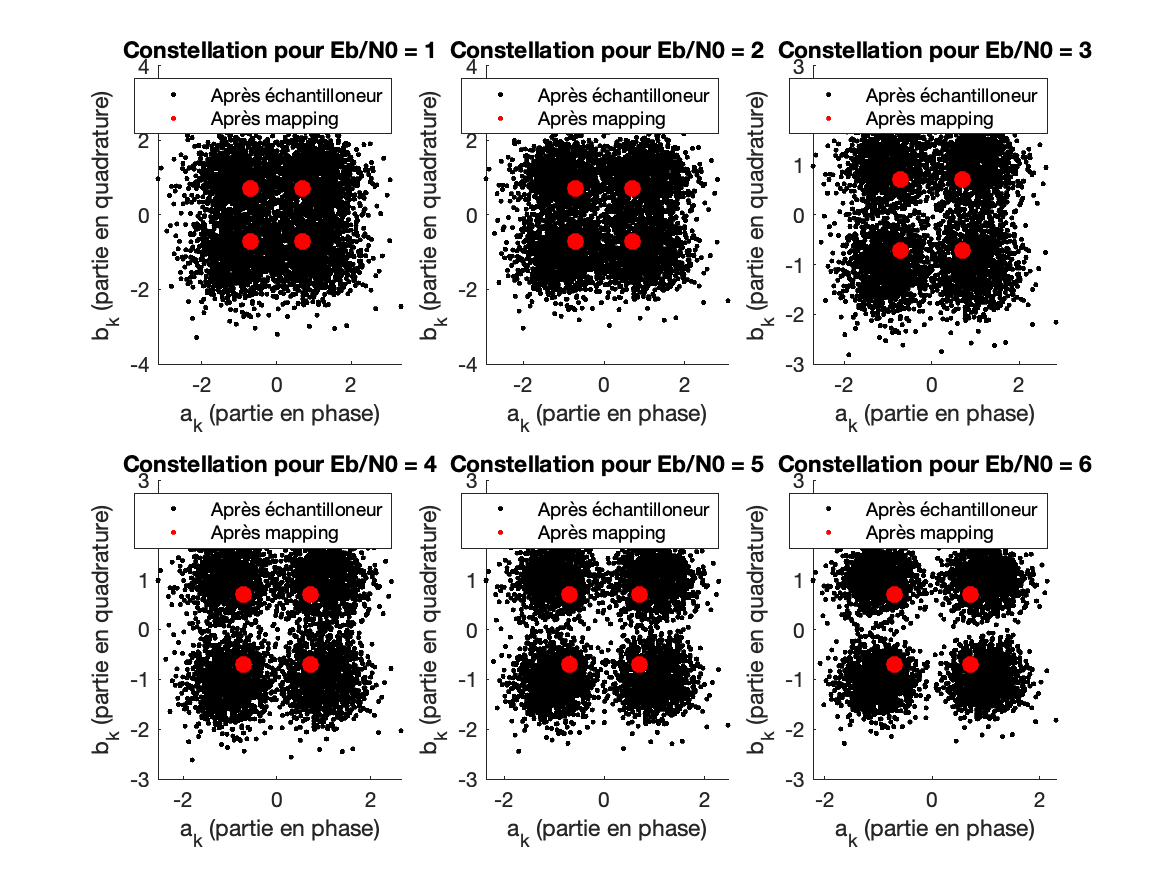 Constellation pour Eb/N0 = 1
4
Après échantilloneur
Après mapping
2
0
-2
-4
-2 0 2
b_k (partie en quadrature)
a_k (partie en phase)
Constellation pour Eb/N0 = 2
4
Après échantilloneur
Après mapping
2
0
-2
-4
-2 0 2
b_k (partie en quadrature)
a_k (partie en phase)
Constellation pour Eb/N0 = 3
3
Après échantilloneur
Après mapping
1
0
-1
-2
-3
-2 0 2
b_k (partie en quadrature)
a_k (partie en phase)
Constellation pour Eb/N0 = 4
3
Après échantilloneur
Après mapping
1
0
-1
-2
-3
-2 0 2
b_k (partie en quadrature)
a_k (partie en phase)
Constellation pour Eb/N0 = 5
3
Après échantilloneur
Après mapping
1
0
-1
-2
-3
-2 0 2
b_k (partie en quadrature)
a_k (partie en phase)
Constellation pour Eb/N0 = 6
3
Après échantilloneur
Après mapping
1
0
-1
-2
-3
-2 0 2
b_k (partie en quadrature)
a_k (partie en phase)